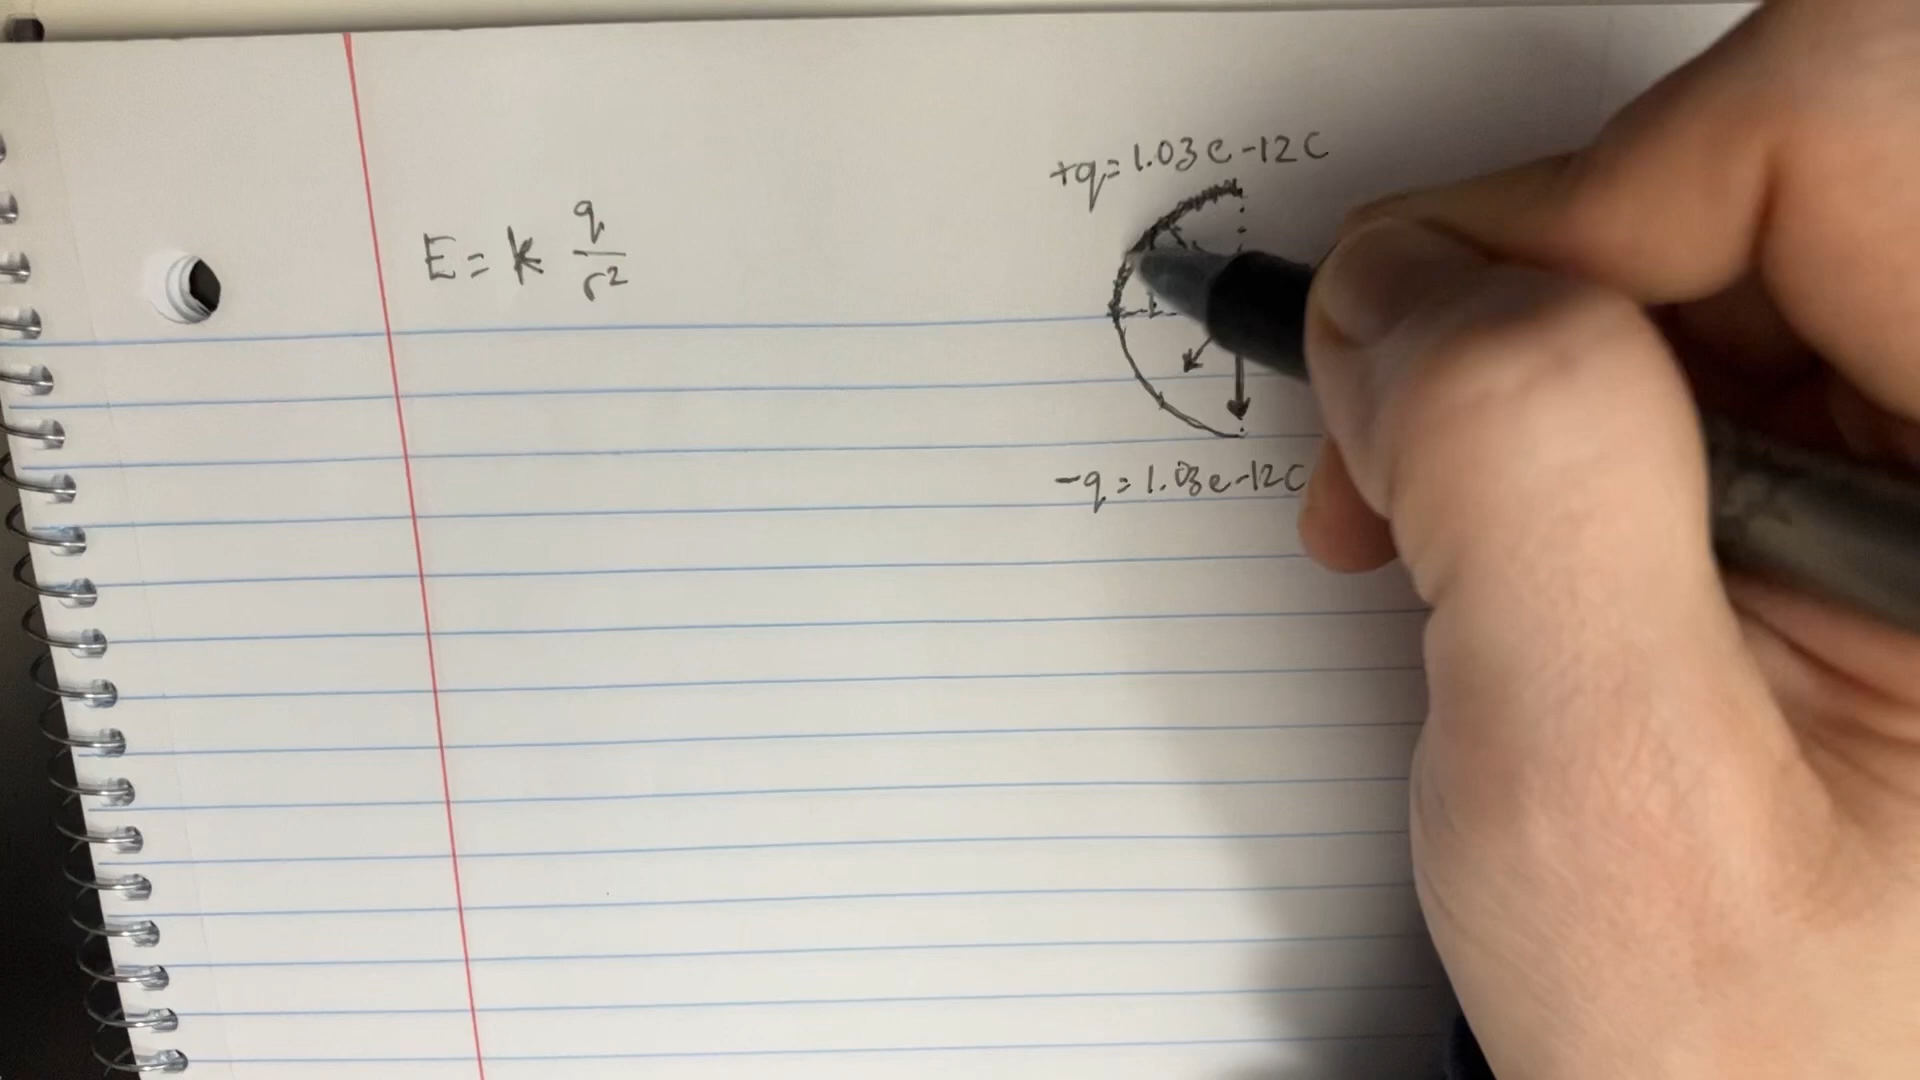 +q = 1.03e-12C
E = k q/r²
-q = 1.03e-12C